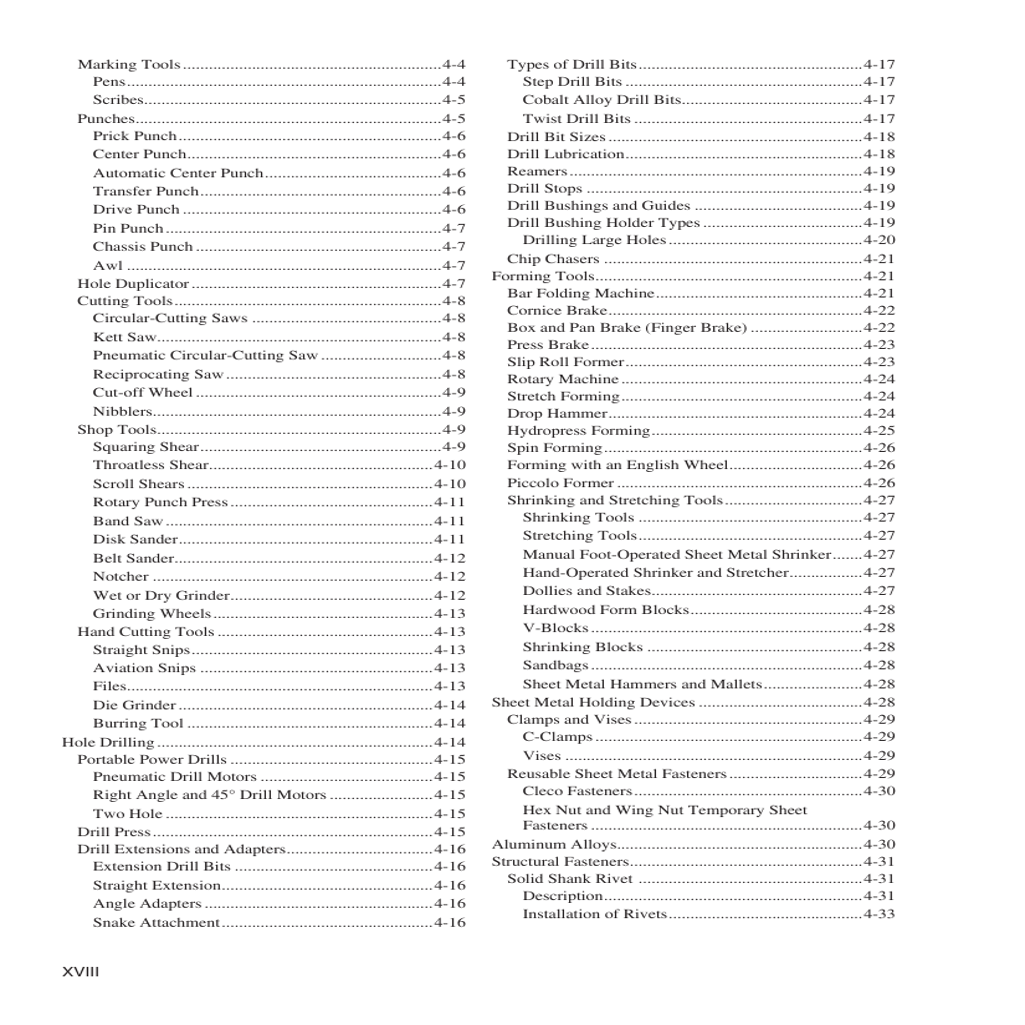 Marking Tools ............................................................4-4
Pens.........................................................................4-4
Scribes.....................................................................4-5
Punches.......................................................................4-5
Prick Punch.............................................................4-6
Center Punch...........................................................4-6
Automatic Center Punch.........................................4-6
Transfer Punch........................................................4-6
Drive Punch ............................................................4-6
Pin Punch ................................................................4-7
Chassis Punch .........................................................4-7
Awl .........................................................................4-7
Hole Duplicator ..........................................................4-7
Cutting Tools ..............................................................4-8
Circular-Cutting Saws ............................................4-8
Kett Saw..................................................................4-8
Pneumatic Circular-Cutting Saw ............................4-8
Reciprocating Saw ..................................................4-8
Cut-off Wheel .........................................................4-9
Nibblers...................................................................4-9
Shop Tools..................................................................4-9
Squaring Shear........................................................4-9
Throatless Shear....................................................4-10
Scroll Shears .........................................................4-10
Rotary Punch Press ...............................................4-11
Band Saw ..............................................................4-11
Disk Sander...........................................................4-11
Belt Sander............................................................4-12
Notcher .................................................................4-12
Wet or Dry Grinder...............................................4-12
Grinding Wheels ...................................................4-13
Hand Cutting Tools ..................................................4-13
Straight Snips........................................................4-13
Aviation Snips ......................................................4-13
Files.......................................................................4-13
Die Grinder ...........................................................4-14
Burring Tool .........................................................4-14
Hole Drilling ................................................................4-14
Portable Power Drills ...............................................4-15
Pneumatic Drill Motors ........................................4-15
Right Angle and 45° Drill Motors ........................4-15
Two Hole ..............................................................4-15
Drill Press .................................................................4-15
Drill Extensions and Adapters..................................4-16
Extension Drill Bits ..............................................4-16
Straight Extension.................................................4-16
Angle Adapters .....................................................4-16
Snake Attachment .................................................4-16
Types of Drill Bits ....................................................4-17
Step Drill Bits .......................................................4-17
Cobalt Alloy Drill Bits..........................................4-17
Twist Drill Bits .....................................................4-17
Drill Bit Sizes ...........................................................4-18
Drill Lubrication.......................................................4-18
Reamers ....................................................................4-19
Drill Stops ................................................................4-19
Drill Bushings and Guides .......................................4-19
Drill Bushing Holder Types .....................................4-19
Drilling Large Holes .............................................4-20
Chip Chasers ............................................................4-21
Forming Tools..............................................................4-21
Bar Folding Machine................................................4-21
Cornice Brake...........................................................4-22
Box and Pan Brake (Finger Brake) ..........................4-22
Press Brake ...............................................................4-23
Slip Roll Former.......................................................4-23
Rotary Machine ........................................................4-24
Stretch Forming........................................................4-24
Drop Hammer...........................................................4-24
Hydropress Forming.................................................4-25
Spin Forming ............................................................4-26
Forming with an English Wheel...............................4-26
Piccolo Former .........................................................4-26
Shrinking and Stretching Tools................................4-27
Shrinking Tools ....................................................4-27
Stretching Tools....................................................4-27
Manual Foot-Operated Sheet Metal Shrinker.......4-27
Hand-Operated Shrinker and Stretcher.................4-27
Dollies and Stakes.................................................4-27
Hardwood Form Blocks........................................4-28
V-Blocks ...............................................................4-28
Shrinking Blocks ..................................................4-28
Sandbags ...............................................................4-28
Sheet Metal Hammers and Mallets.......................4-28
Sheet Metal Holding Devices ......................................4-28
Clamps and Vises .....................................................4-29
C-Clamps ..............................................................4-29
Vises .....................................................................4-29
Reusable Sheet Metal Fasteners ...............................4-29
Cleco Fasteners.....................................................4-30
Hex Nut and Wing Nut Temporary Sheet
Fasteners ...............................................................4-30
Aluminum Alloys.........................................................4-30
Structural Fasteners......................................................4-31
Solid Shank Rivet ....................................................4-31
Description............................................................4-31
Installation of Rivets .............................................4-33
XVIII